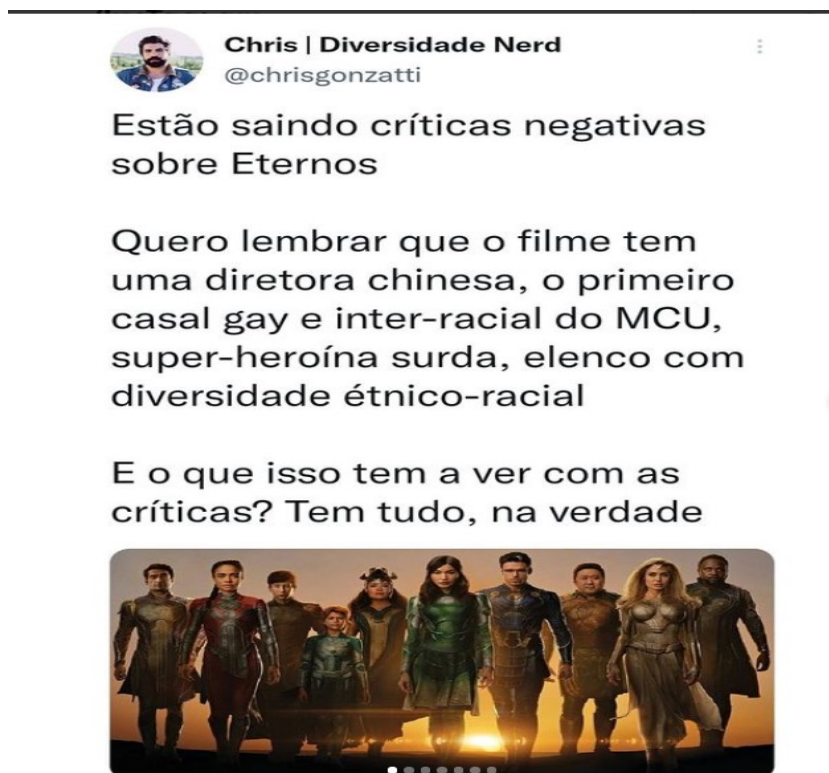 Chris | Diversidade Nerd
@chrisgonzatti
Estão saindo críticas negativas
sobre Eternos
Quero lembrar que o filme tem
uma diretora chinesa, o primeiro
casal gay e inter-racial do MCU,
super-heroína surda, elenco com
diversidade étnico-racial
E o que isso tem a ver com as
críticas? Tem tudo, na verdade